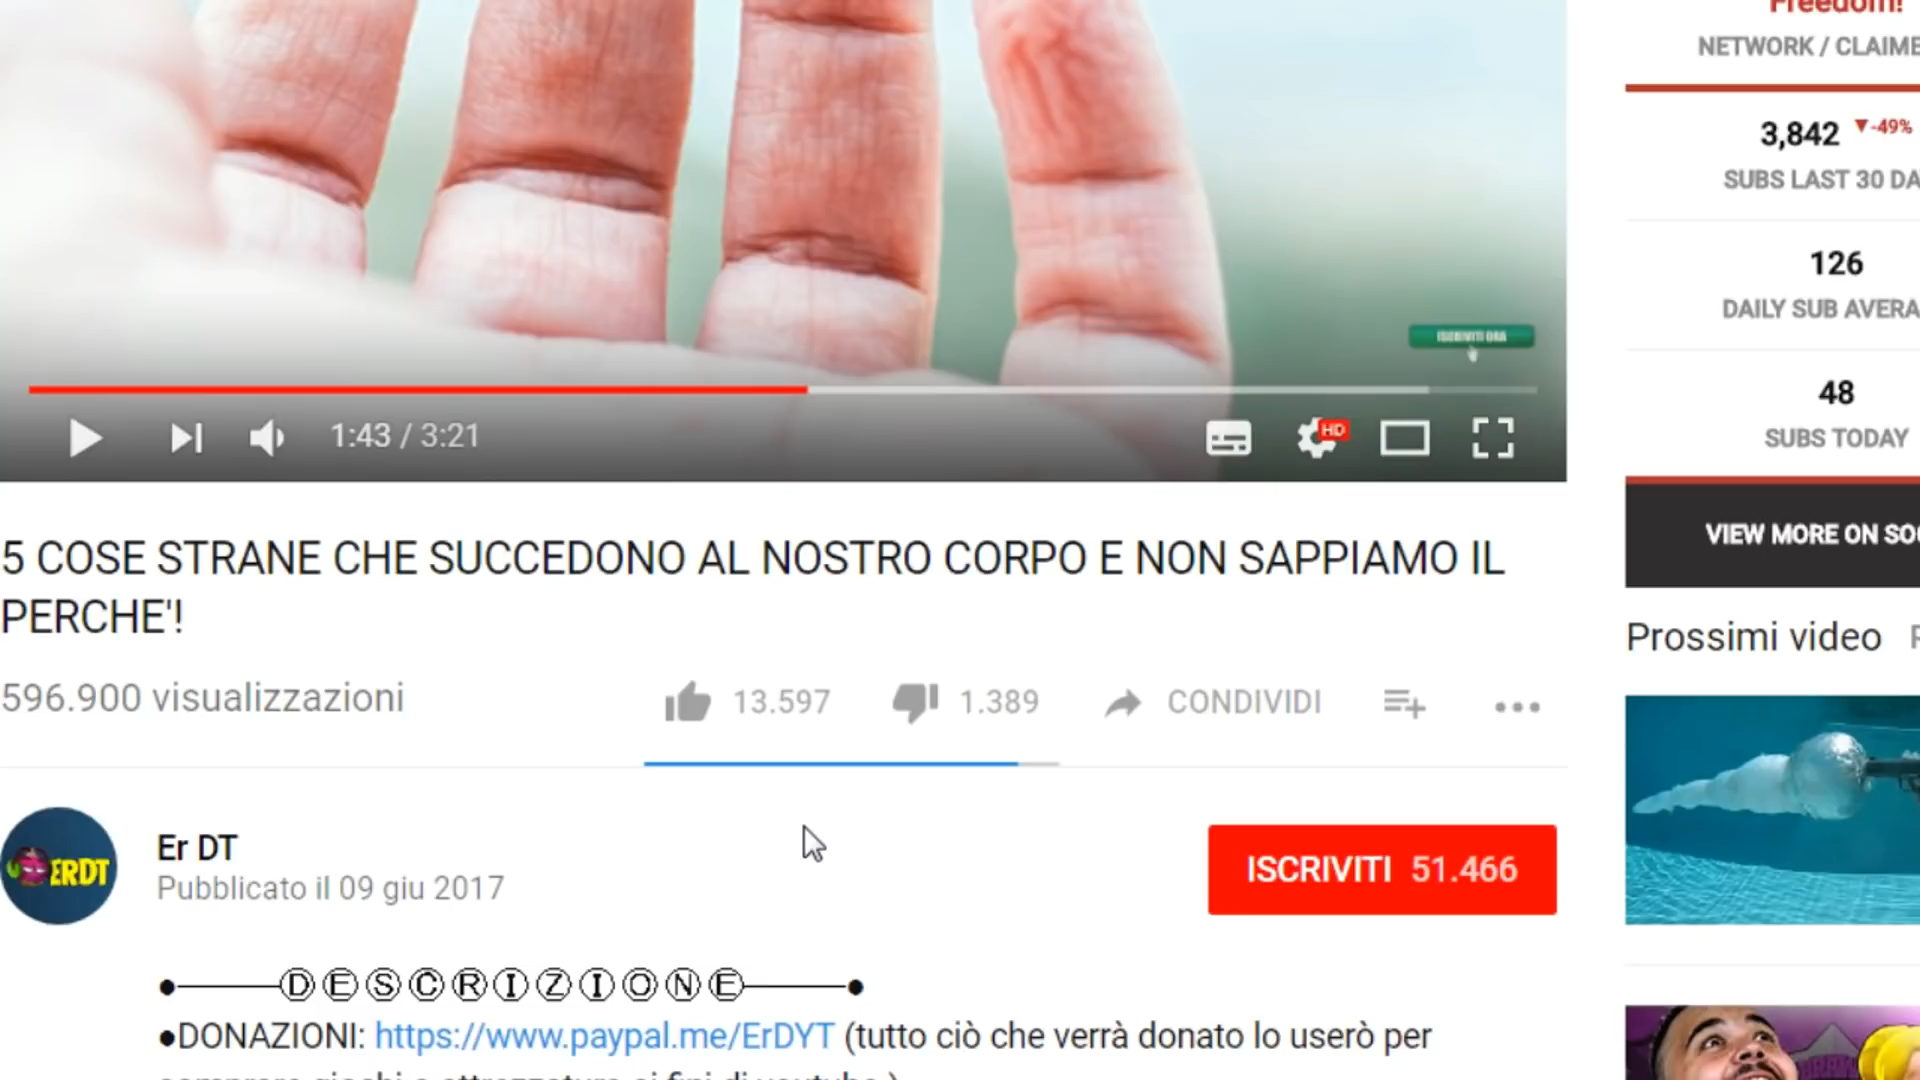 Freedom!
NETWORK / CLAIME
3,842 ▼-49%
SUBS LAST 30 DA
126
DAILY SUB AVERA
48
SUBS TODAY
VIEW MORE ON SO
ISCRIVITI ORA
1:43 / 3:21
HD
5 COSE STRANE CHE SUCCEDONO AL NOSTRO CORPO E NON SAPPIAMO IL
PERCHE'!
596.900 visualizzazioni
13.597
1.389
CONDIVIDI
Prossimi video
ERDT
Er DT
Pubblicato il 09 giu 2017
ISCRIVITI 51.466
●———ⒹⒺⓈⒸⓇⒾⓏⒾⓄⓃⒺ———●
●DONAZIONI: https://www.paypal.me/ErDYT (tutto ciò che verrà donato lo userò per